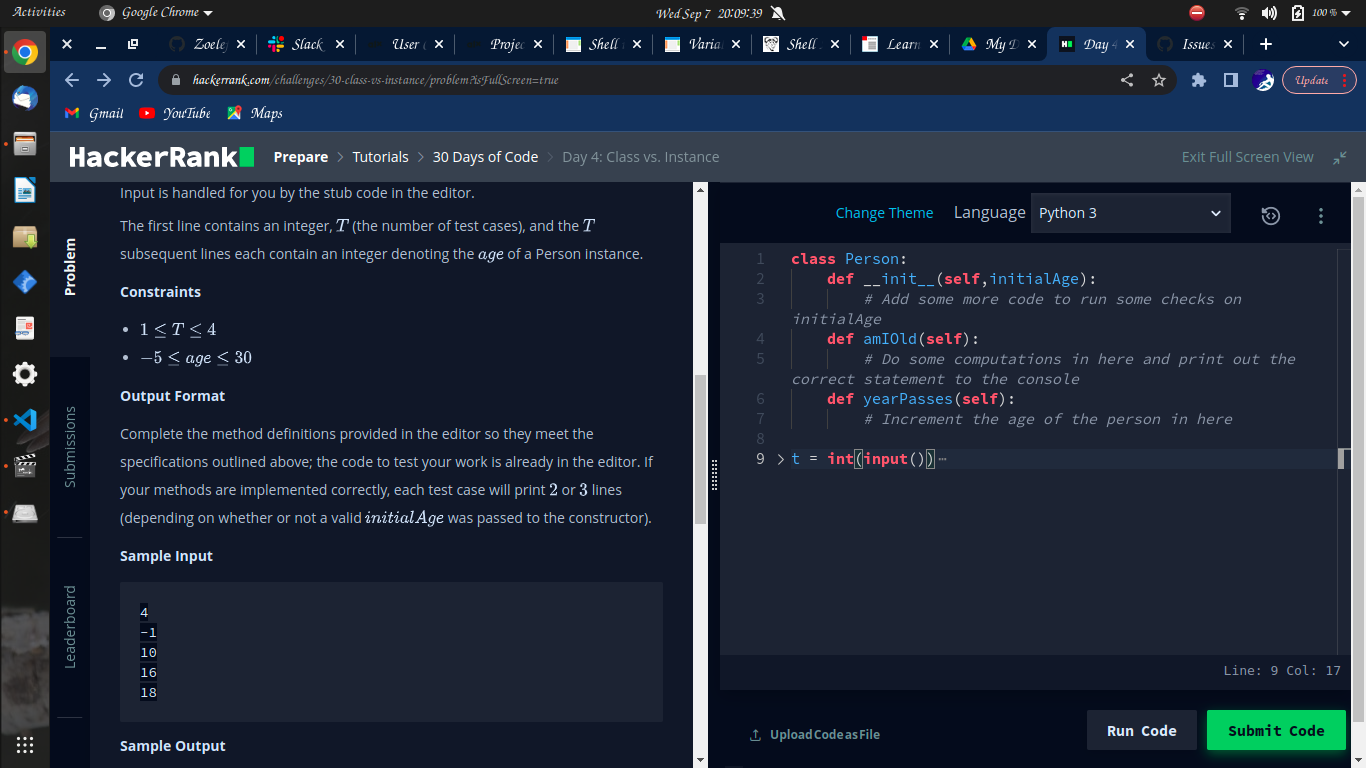 Activities
Google Chrome
Wed Sep 7 20:09:39
100 %
Zoele
Slack
User
Projec
Shell
Varia
Shell
Learn
My D
Day 4
Issues
hackerrank.com/challenges/30-class-vs-instance/problem?isFullScreen=true
Update
Gmail
YouTube
Maps
HackerRank
Prepare > Tutorials > 30 Days of Code > Day 4: Class vs. Instance
Exit Full Screen View
Problem
Submissions
Leaderboard
Input is handled for you by the stub code in the editor.
The first line contains an integer, T (the number of test cases), and the T
subsequent lines each contain an integer denoting the age of a Person instance.
Constraints
• 1 ≤ T ≤ 4
• −5 ≤ age ≤ 30
Output Format
Complete the method definitions provided in the editor so they meet the
specifications outlined above; the code to test your work is already in the editor. If
your methods are implemented correctly, each test case will print 2 or 3 lines
(depending on whether or not a valid initialAge was passed to the constructor).
Sample Input
4
-1
10
16
18
Sample Output
Change Theme
Language
Python 3
1 class Person:
2 def __init__(self,initialAge):
3 # Add some more code to run some checks on
initialAge
4 def amIOld(self):
5 # Do some computations in here and print out the
correct statement to the console
6 def yearPasses(self):
7 # Increment the age of the person in here
8
9 > t = int(input())⋯
Line: 9 Col: 17
Upload Code as File
Run Code
Submit Code